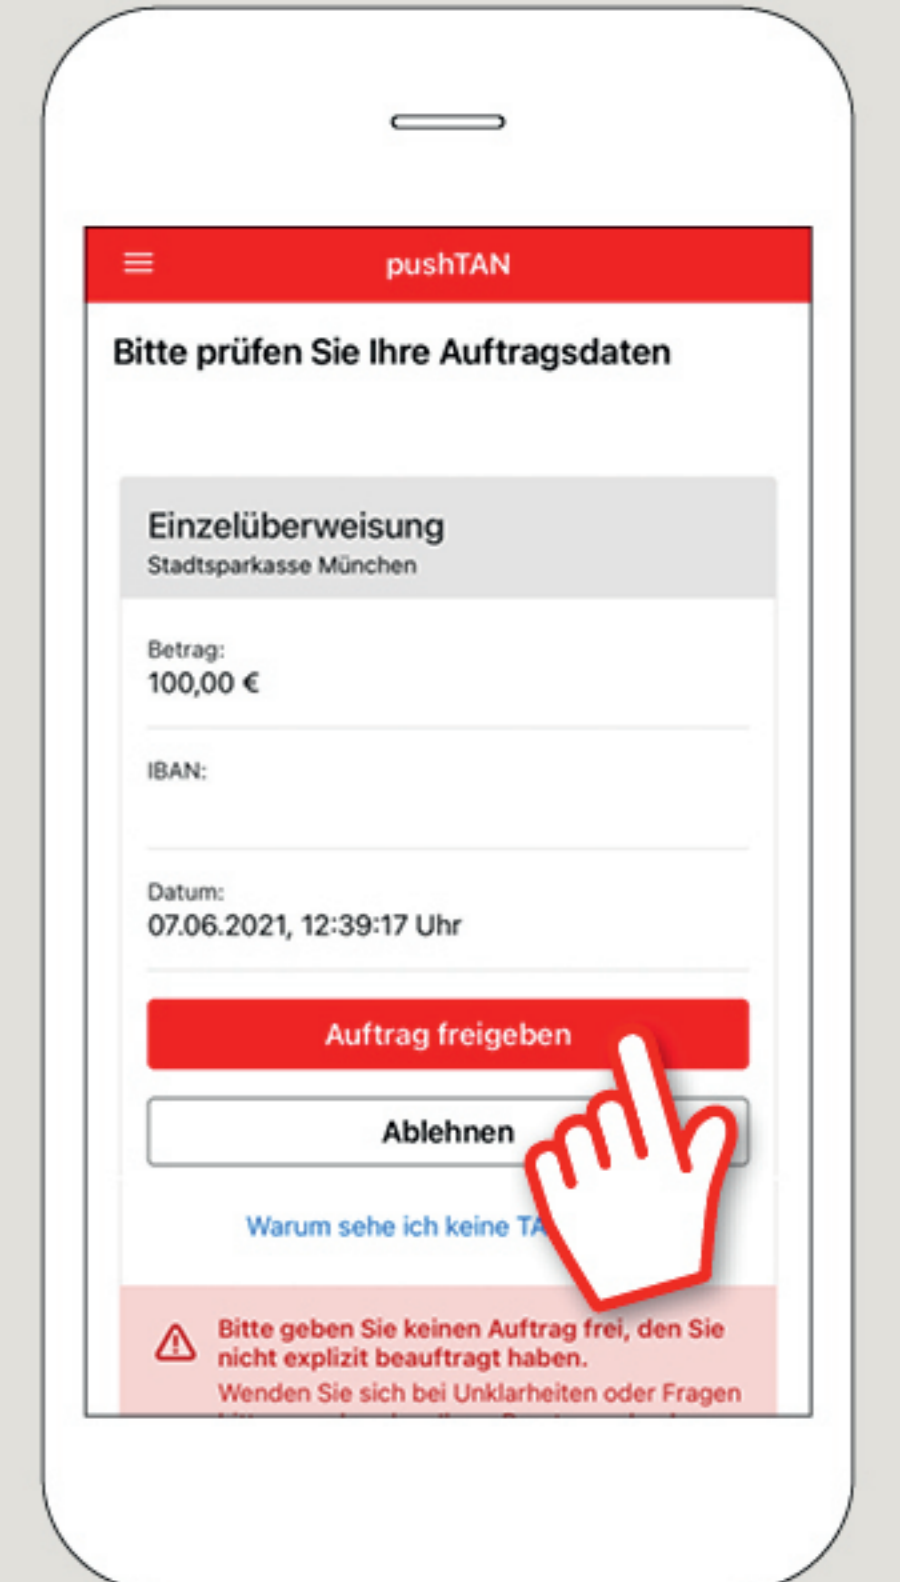 pushTAN
Bitte prüfen Sie Ihre Auftragsdaten
Einzelüberweisung
Stadtsparkasse München
Betrag:
100,00 €
IBAN:
Datum:
07.06.2021, 12:39:17 Uhr
Auftrag freigeben
Ablehnen
Warum sehe ich keine
Bitte geben Sie keinen Auftrag frei, den Sie
nicht explizit beauftragt haben.
Wenden Sie sich bei Unklarheiten oder Fragen